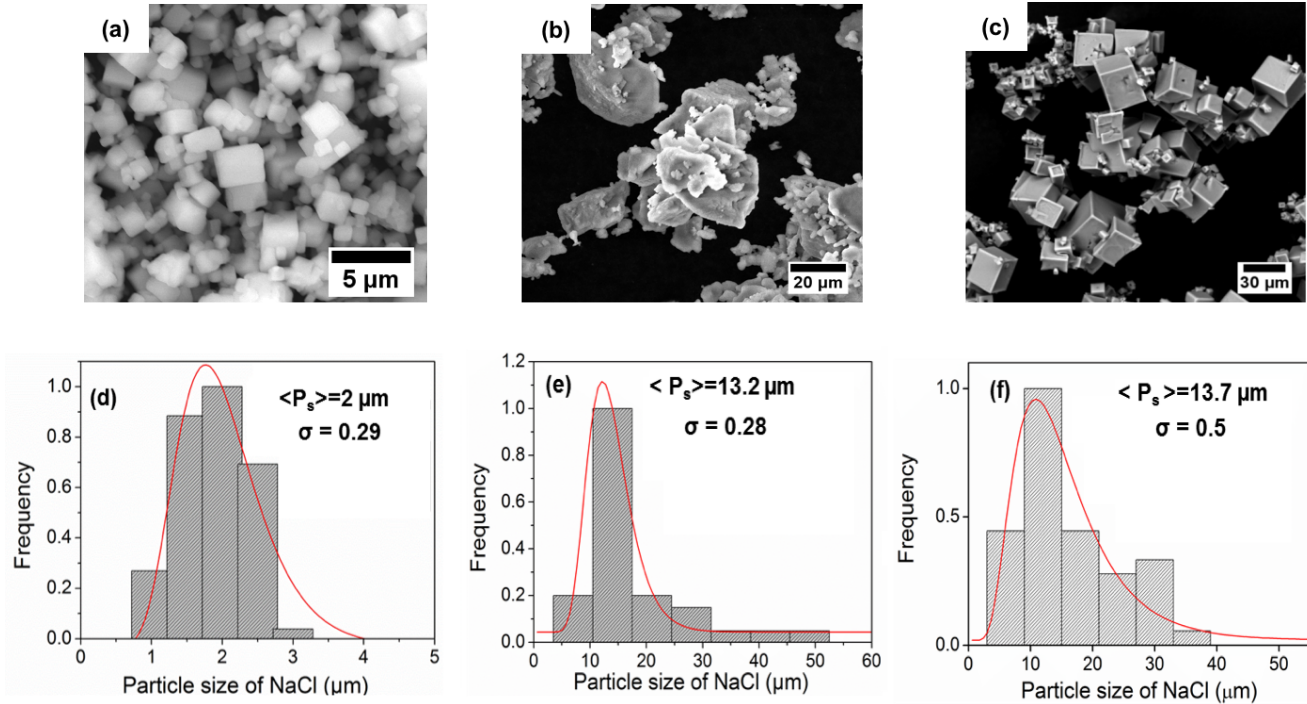 (a)
5 µm
(b)
20 µm
(c)
30 µm
(d)
<Pₛ>=2 µm
σ = 0.29
Frequency
0.0
0.2
0.4
0.6
0.8
1.0
0
1
2
3
4
5
Particle size of NaCl (µm)
(e)
< Pₛ>=13.2 µm
σ = 0.28
Frequency
0.0
0.2
0.4
0.6
0.8
1.0
1.2
0
10
20
30
40
50
60
Particle size of NaCl (µm)
(f)
< Pₛ>=13.7 µm
σ = 0.5
Frequency
0.0
0.5
1.0
0
10
20
30
40
50
Particle size of NaCl (µm)